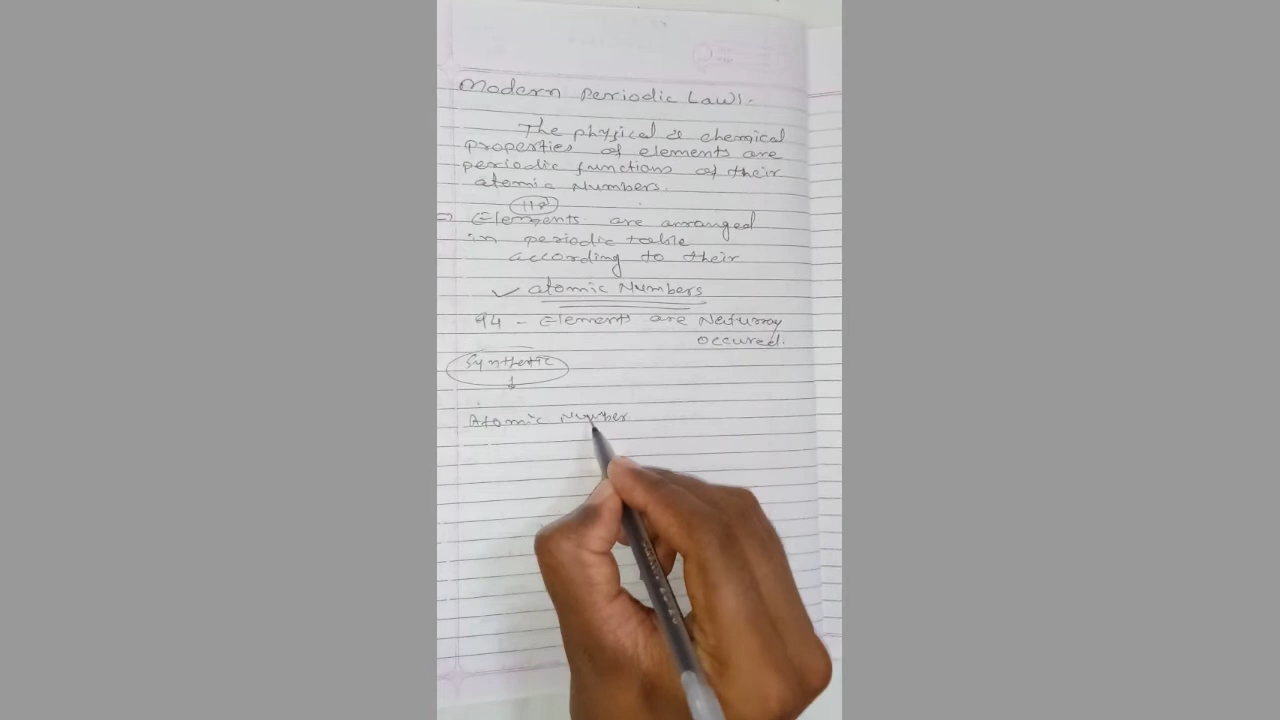 Modern Periodic Law:-
The physical & chemical
properties of elements are
periodic functions of their
atomic Numbers.
118
⇒ Elements are arranged
in periodic table
according to their
✓ atomic Numbers
94 - Elements are
occured.
Synthetic
↓
Atomic Number